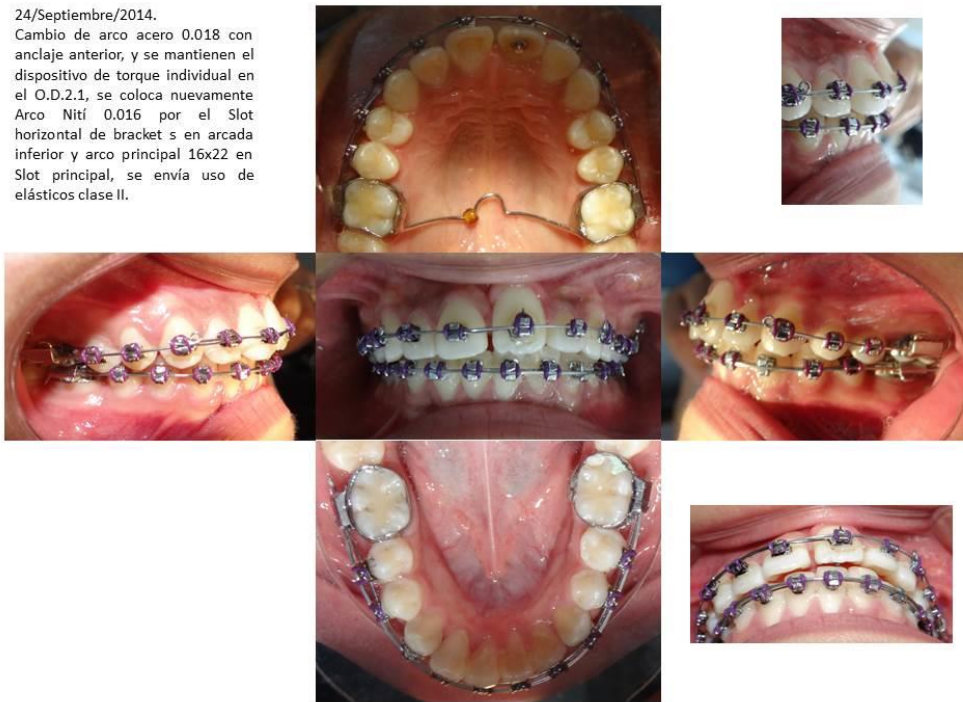 24/Septiembre/2014.
Cambio de arco acero 0.018 con
anclaje anterior, y se mantienen el
dispositivo de torque individual en
el O.D.2.1, se coloca nuevamente
Arco Nití 0.016 por el Slot
horizontal de bracket s en arcada
inferior y arco principal 16x22 en
Slot principal, se envía uso de
elásticos clase II.